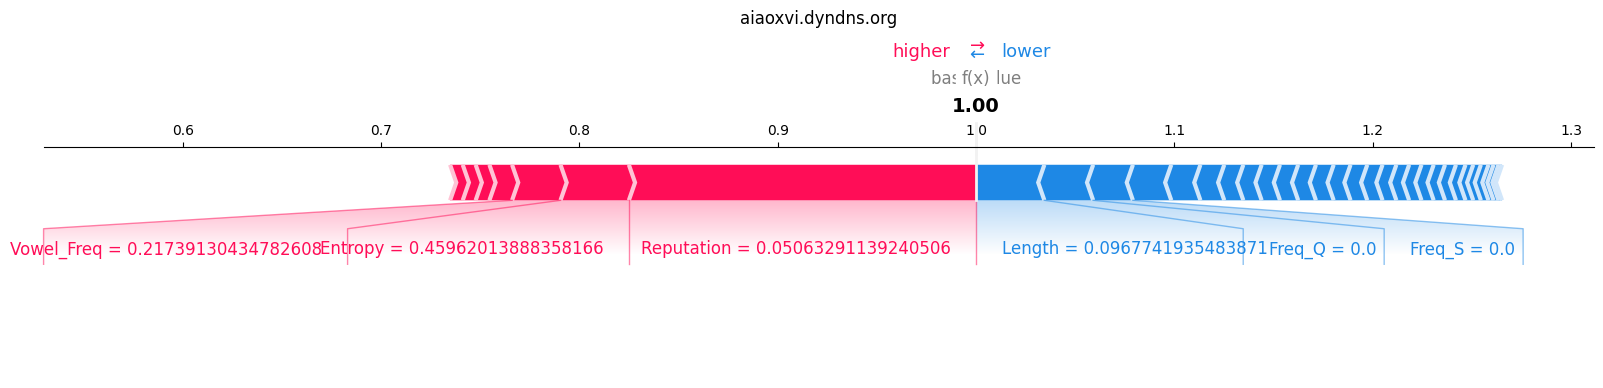 aiaoxvi.dyndns.org
higher ⇄ lower
f(x)
1.00
0.6 0.7 0.8 0.9 1.0 1.1 1.2 1.3
Vowel_Freq = 0.21739130434782608 Entropy = 0.45962013888358166 Reputation = 0.05063291139240506 Length = 0.0967741935483871 Freq_Q = 0.0 Freq_S = 0.0